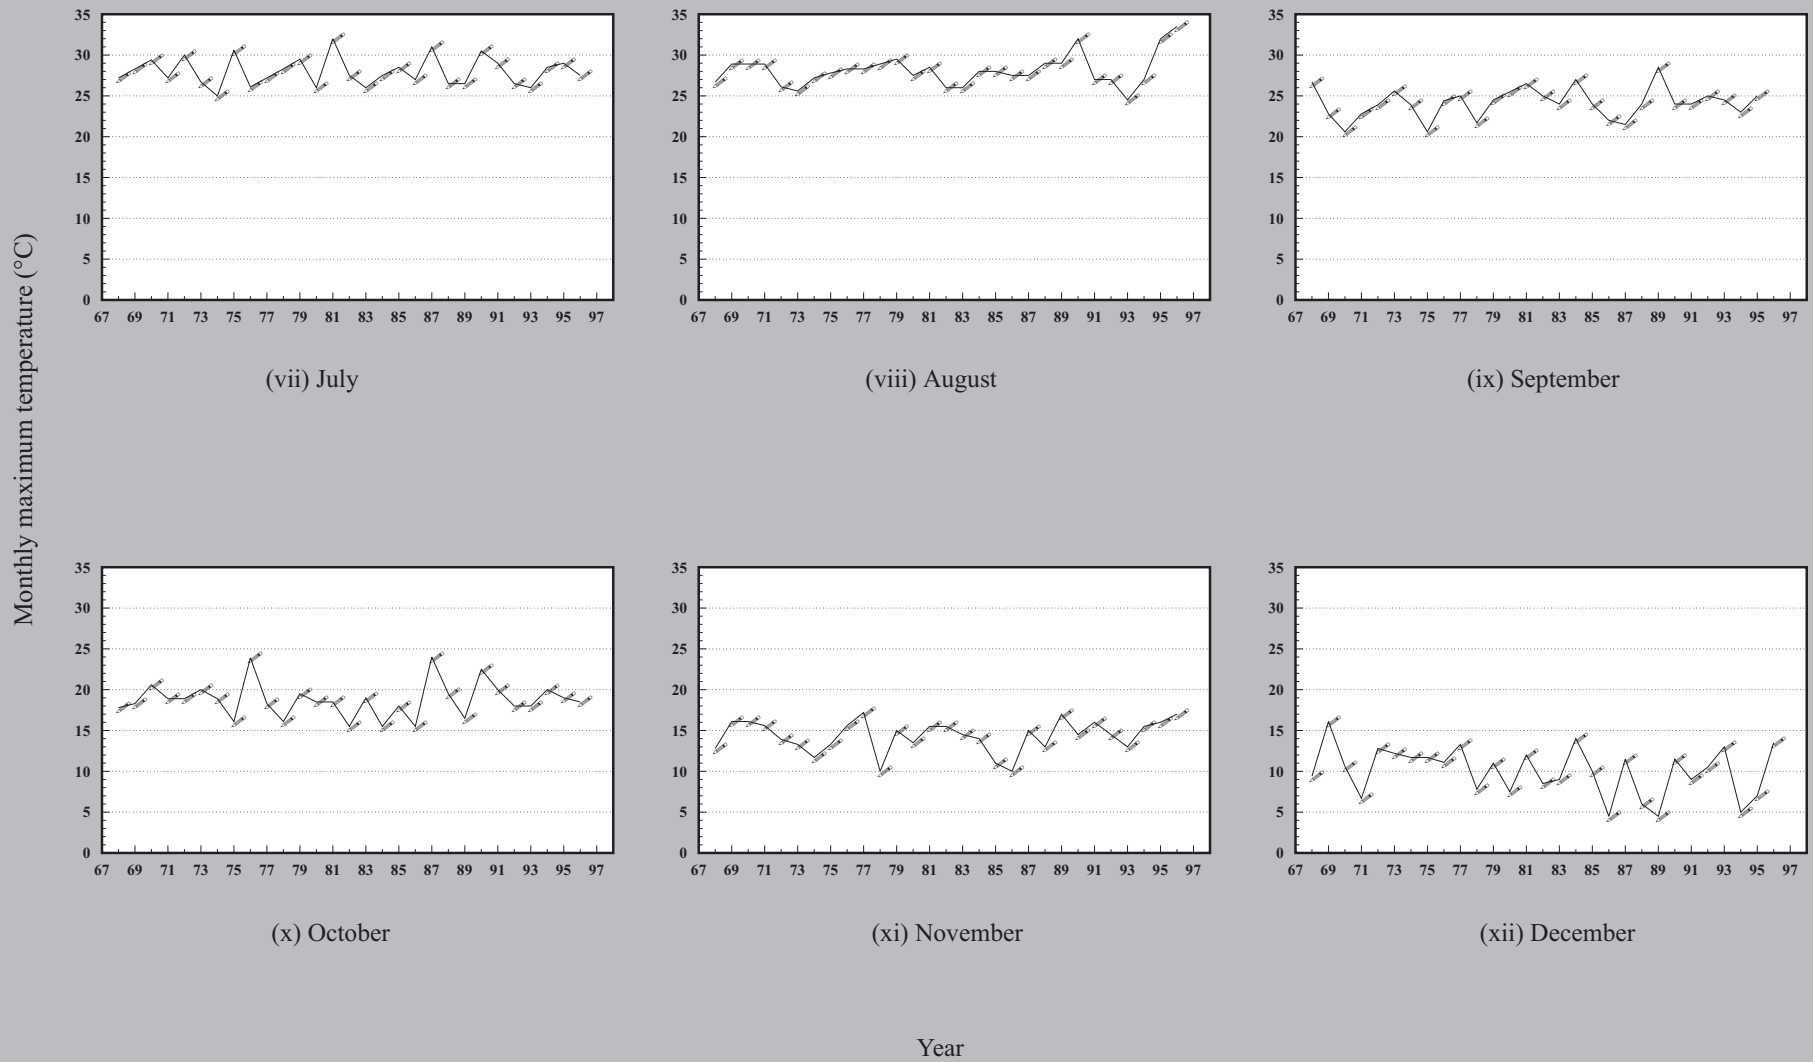 Monthly maximum temperature (°C)
35 35 35
30 30 30
25 25 25
20 20 20
15 15 15
10 10 10
5 5 5
0 0 0
67 69 71 73 75 77 79 81 83 85 87 89 91 93 95 97 67 69 71 73 75 77 79 81 83 85 87 89 91 93 95 97 67 69 71 73 75 77 79 81 83 85 87 89 91 93 95 97
(vii) July (viii) August (ix) September
35 35 35
30 30 30
25 25 25
20 20 20
15 15 15
10 10 10
5 5 5
0 0 0
67 69 71 73 75 77 79 81 83 85 87 89 91 93 95 97 67 69 71 73 75 77 79 81 83 85 87 89 91 93 95 97 67 69 71 73 75 77 79 81 83 85 87 89 91 93 95 97
(x) October (xi) November (xii) December
Year